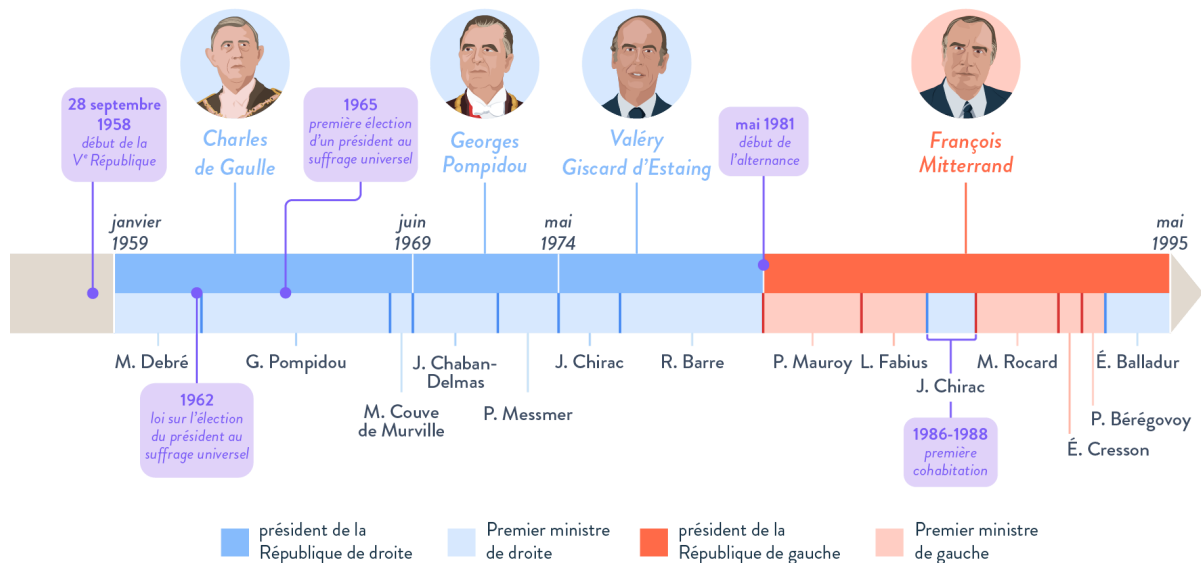 28 septembre
1958
début de la
Vᵉ République
Charles
de Gaulle
1965
première élection
d'un président au
suffrage universel
Georges
Pompidou
Valéry
Giscard d'Estaing
mai 1981
début de
l'alternance
François
Mitterrand
janvier
1959
juin
1969
mai
1974
mai
1995
M. Debré
G. Pompidou
M. Couve
de Murville
J. Chaban-
Delmas
P. Messmer
J. Chirac
R. Barre
P. Mauroy
L. Fabius
J. Chirac
M. Rocard
É. Cresson
P. Bérégovoy
É. Balladur
1962
loi sur l'élection
du président au
suffrage universel
1986-1988
première
cohabitation
président de la
République de droite
Premier ministre
de droite
président de la
République de gauche
Premier ministre
de gauche